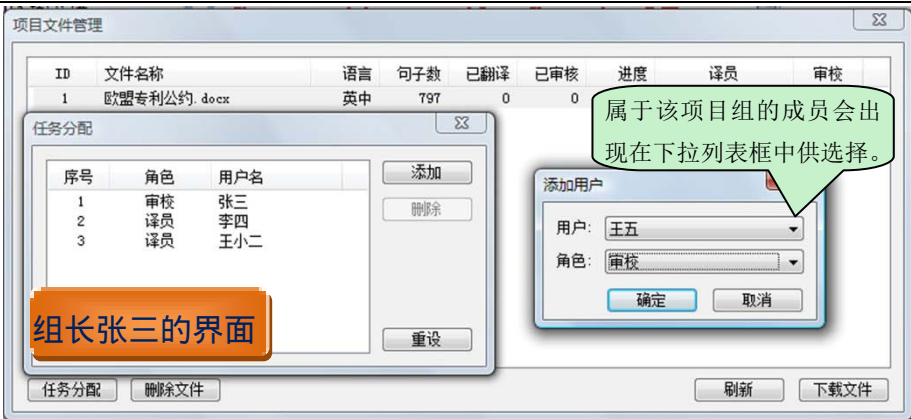 项目文件管理
ID 文件名称 语言 句子数 已翻译 已审核 进度 译员 审校
1 欧盟专利公约.docx 英中 797 0 0
属于该项目组的成员会出
现在下拉列表框中供选择。
任务分配
序号 角色 用户名
1 审校 张三
2 译员 李四
3 译员 王小二
添加
删除
重设
添加用户
用户: 王五
角色: 审校
确定 取消
组长张三的界面
任务分配 删除文件 刷新 下载文件